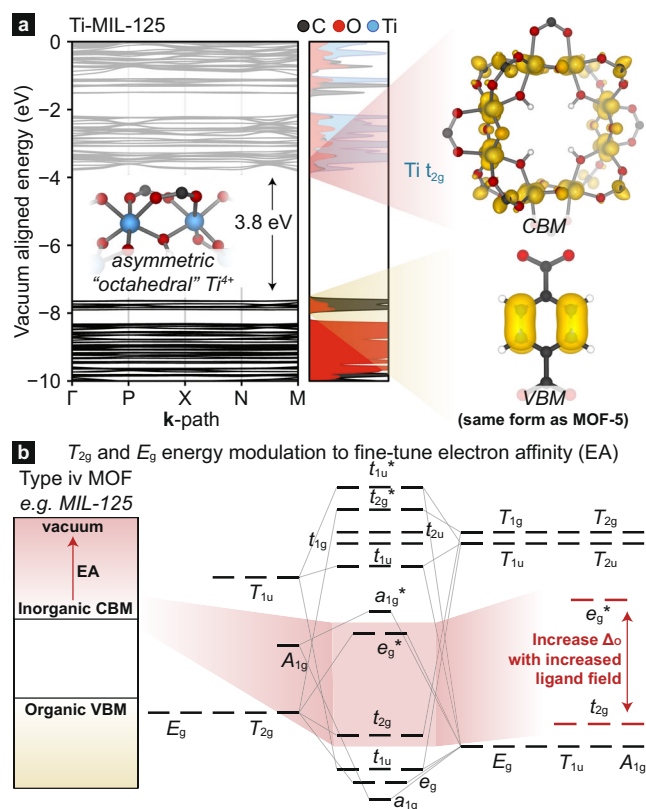 a Ti-MIL-125
C O Ti
Vacuum aligned energy (eV)
0
−2
−4
−6
−8
−10
3.8 eV
asymmetric
"octahedral" Ti⁴⁺
Γ P X N M
k-path
Ti t₂g
CBM
VBM
(same form as MOF-5)
b T₂g and Eg energy modulation to fine-tune electron affinity (EA)
Type iv MOF
e.g. MIL-125
vacuum
EA
Inorganic CBM
Organic VBM
t₁u*
t₂g*
t₁g
t₂u
t₁u
T₁g T₂g
T₁u T₂u
T₁u
a₁g*
A₁g
eg*
eg*
Increase Δo
with increased
ligand field
t₂g
Eg T₂g
t₂g
t₁u
eg
a₁g
Eg T₁u A₁g